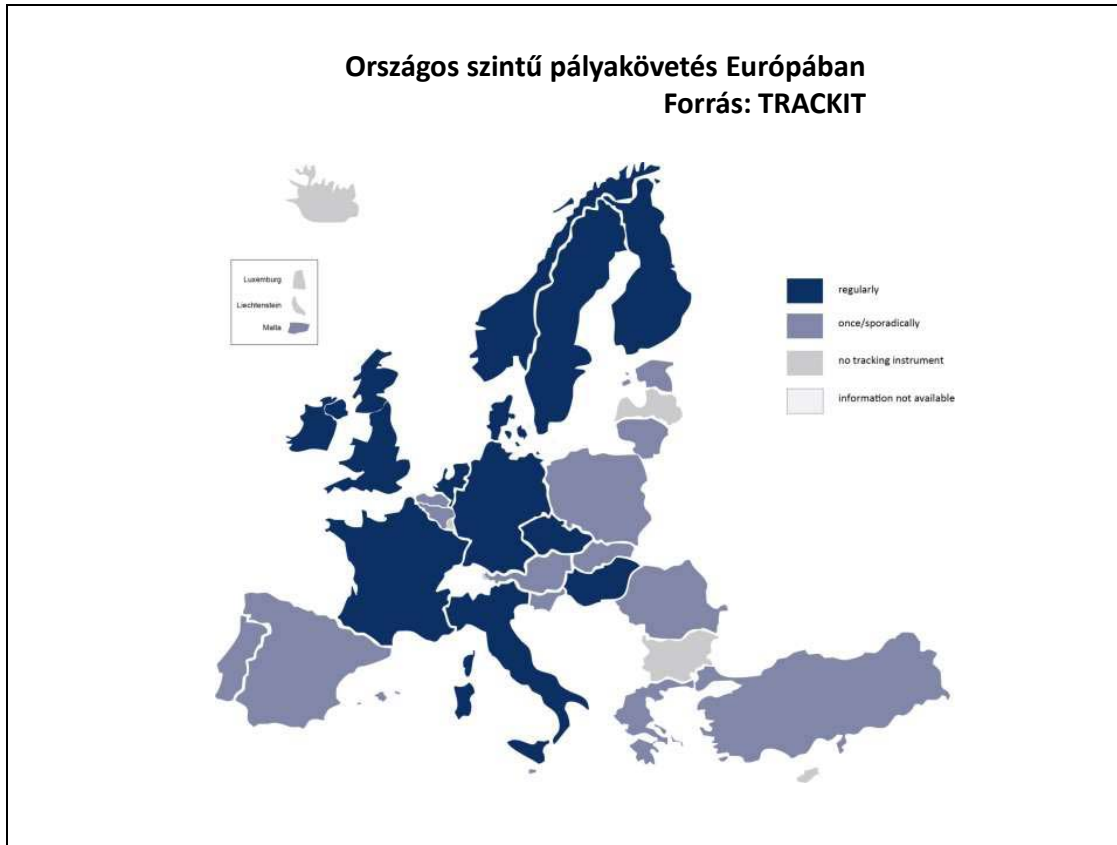 Országos szintű pályakövetés Európában
Forrás: TRACKIT
Luxemburg
Liechtenstein
Malta
regularly
once/sporadically
no tracking instrument
information not available